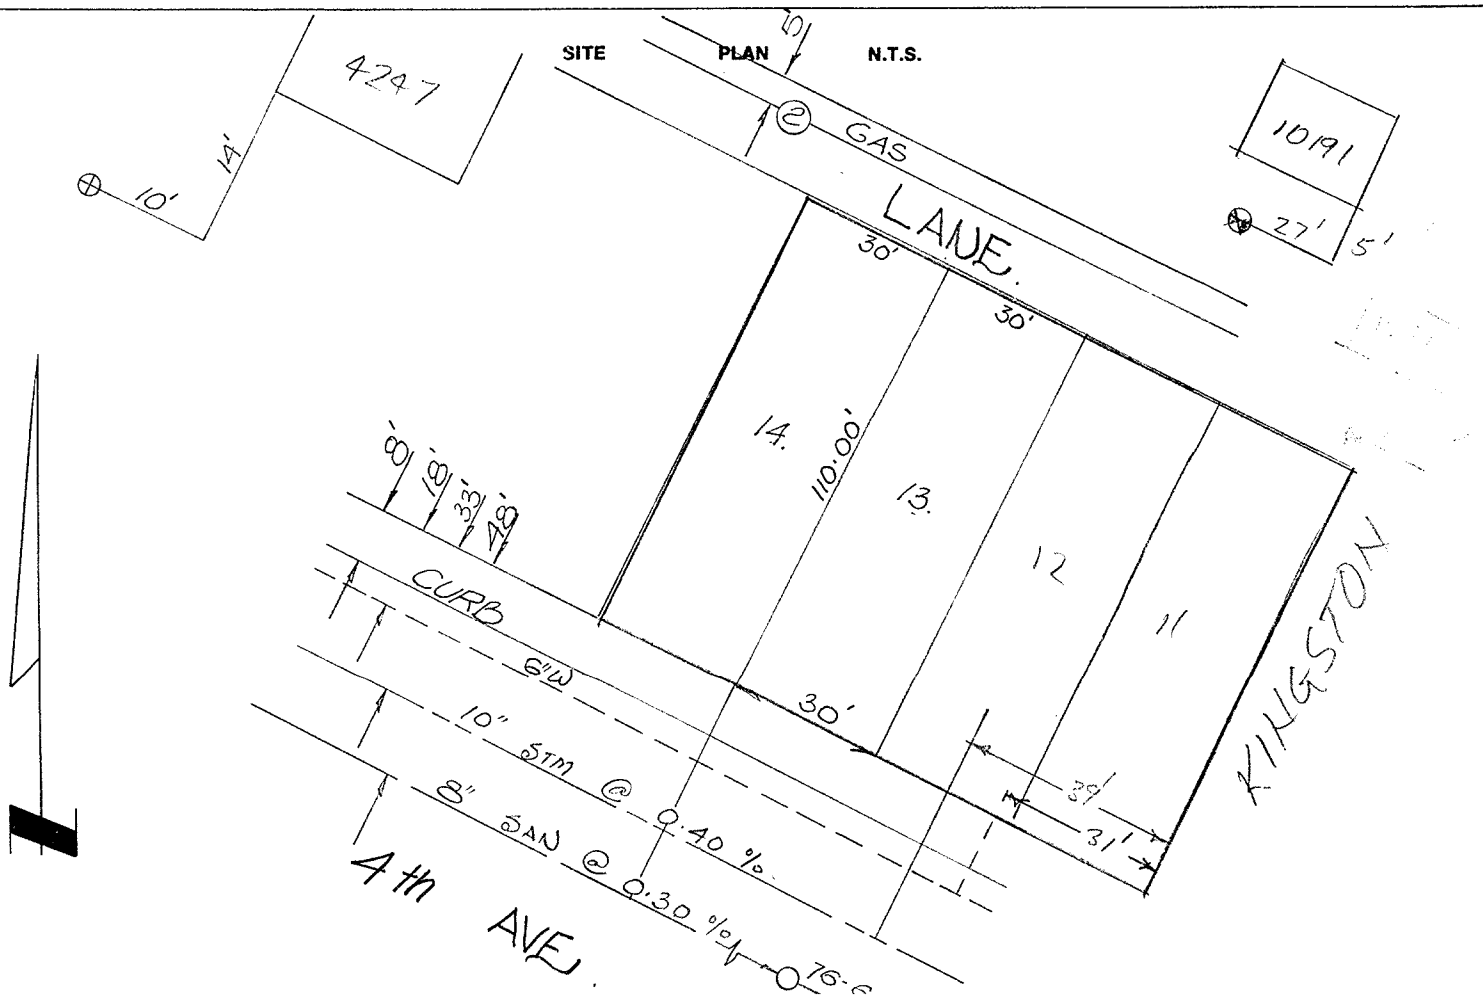 SITE PLAN N.T.S.
4247
5'
14'
10'
2 GAS
LANE.
10191
27' 5'
30'
30'
14.
110.00'
13.
12
11
KINGSTON
8' 18' 33' 48'
CURB
6"W
30'
10" STM @ 0.40 %.
39'
31'
8" SAN @ 0.30 %
4th AVE.